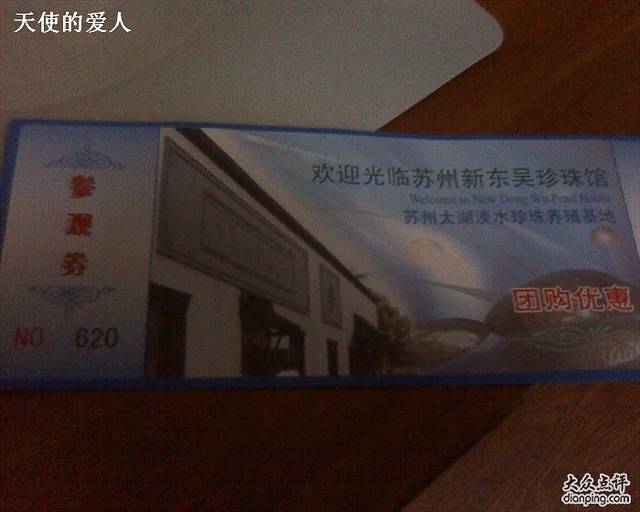 天使的爱人
参观券
NO: 620
欢迎光临苏州新东吴珍珠馆
Welcome to New Dong Wu Pearl House
苏州太湖淡水珍珠养殖基地
团购优惠
大众点评
dianping.com